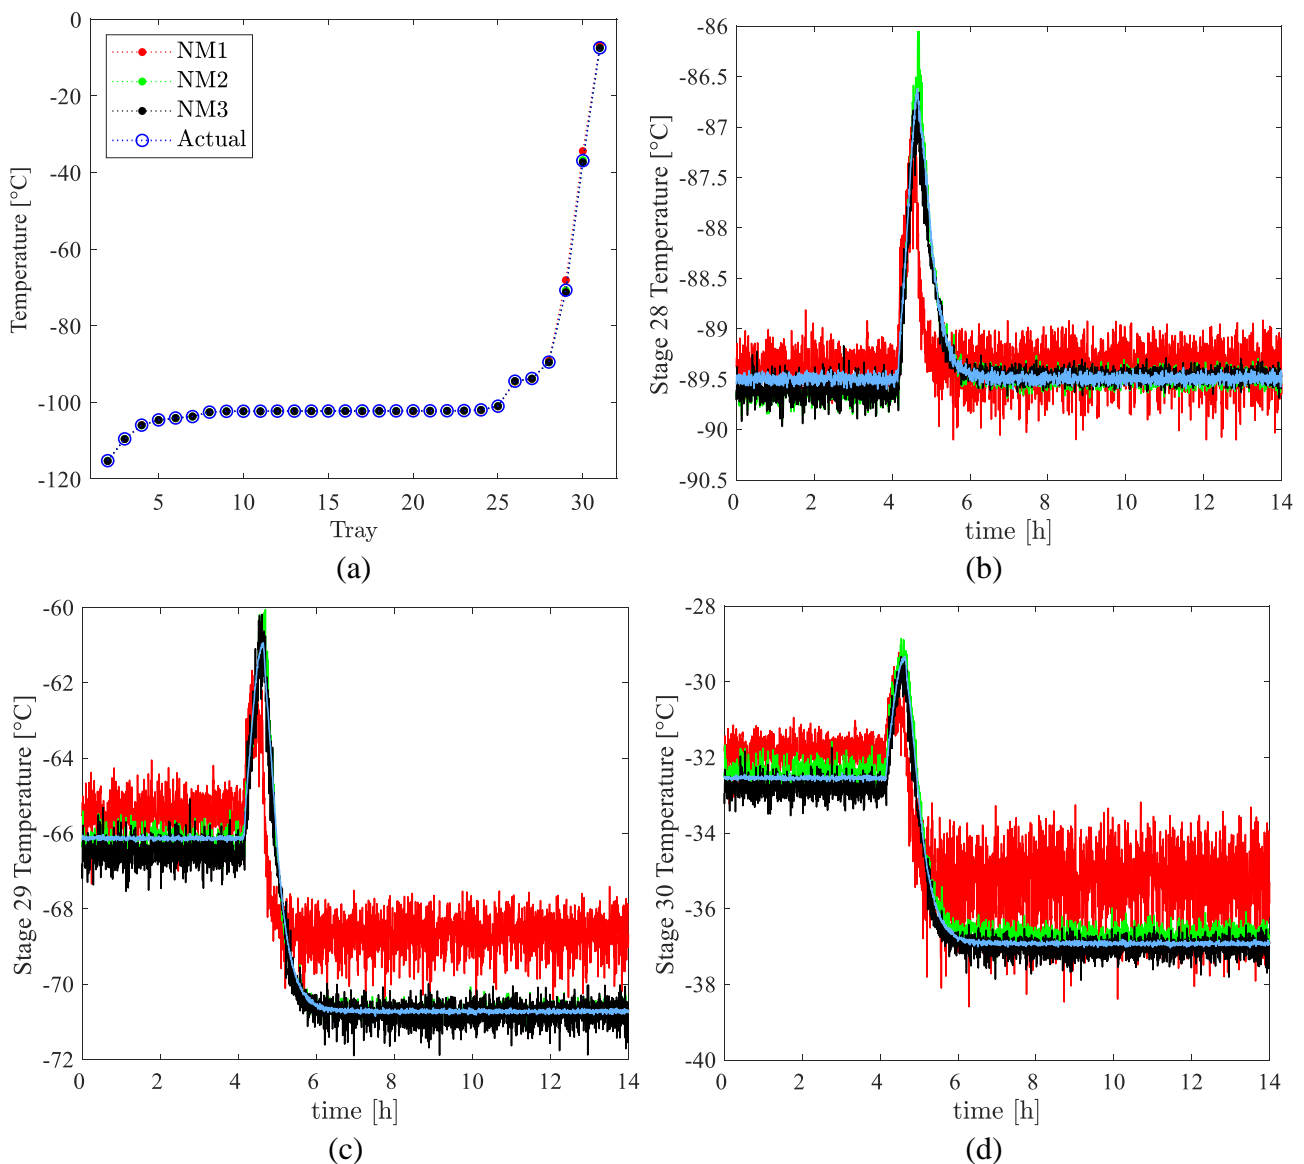 0
-20
-40
-60
-80
-100
-120
Temperature [°C]
NM1
NM2
NM3
Actual
5 10 15 20 25 30
Tray
(a)
-86
-86.5
-87
-87.5
-88
-88.5
-89
-89.5
-90
-90.5
Stage 28 Temperature [°C]
0 2 4 6 8 10 12 14
time [h]
(b)
-60
-62
-64
-66
-68
-70
-72
Stage 29 Temperature [°C]
0 2 4 6 8 10 12 14
time [h]
(c)
-28
-30
-32
-34
-36
-38
-40
Stage 30 Temperature [°C]
0 2 4 6 8 10 12 14
time [h]
(d)